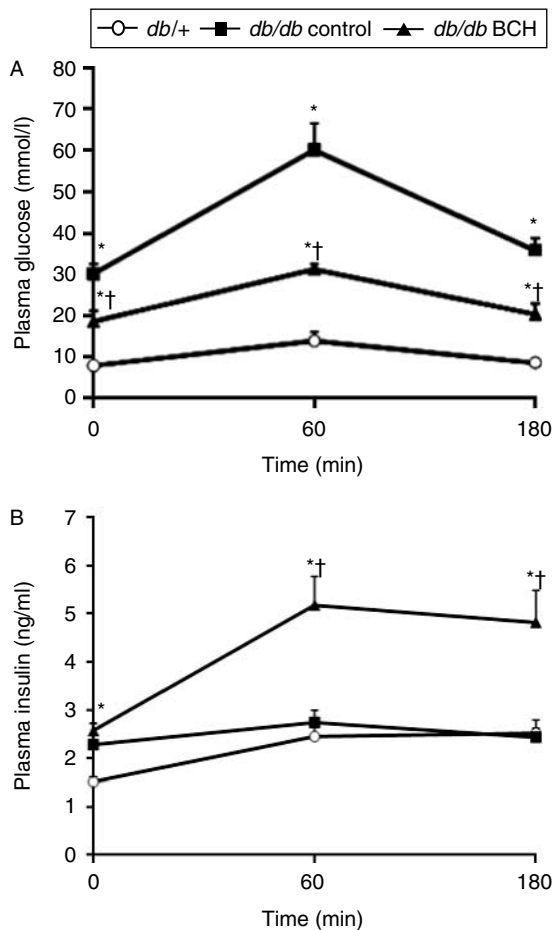 db/+ db/db control db/db BCH
A
Plasma glucose (mmol/l)
80
70
60
50
40
30
20
10
0
*
*
*
*†
*†
*†
0 60 180
Time (min)
B
Plasma insulin (ng/ml)
7
6
5
4
3
2
1
0
*†
*†
*
0 60 180
Time (min)